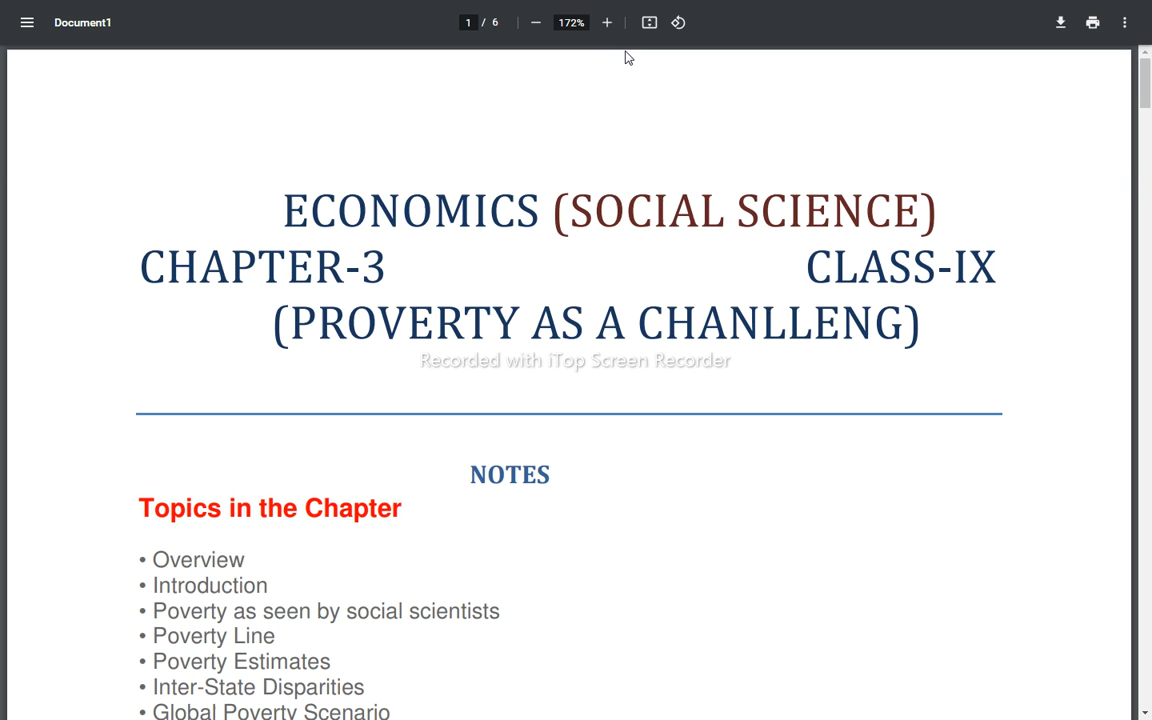 Document1
1 / 6
172%
ECONOMICS (SOCIAL SCIENCE)
CHAPTER-3 CLASS-IX
(PROVERTY AS A CHANLLENG)
Recorded with iTop Screen Recorder
NOTES
Topics in the Chapter
• Overview
• Introduction
• Poverty as seen by social scientists
• Poverty Line
• Poverty Estimates
• Inter-State Disparities
• Global Poverty Scenario